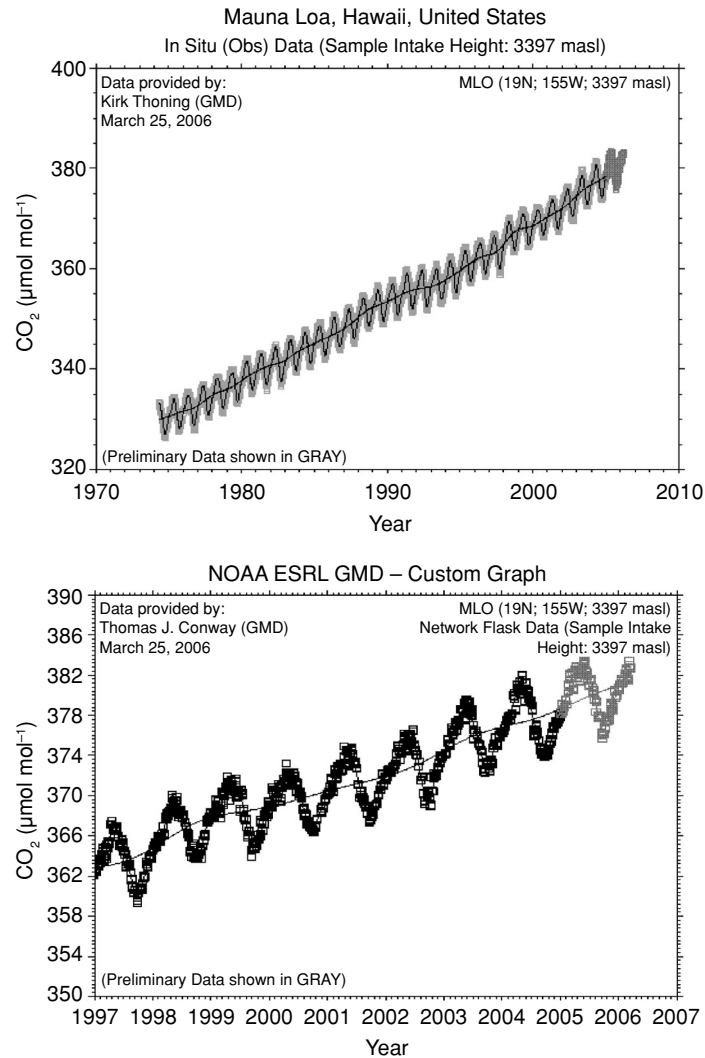 Mauna Loa, Hawaii, United States
In Situ (Obs) Data (Sample Intake Height: 3397 masl)
Data provided by:
Kirk Thoning (GMD)
March 25, 2006
MLO (19N; 155W; 3397 masl)
400
380
360
340
320
CO₂ (μmol mol⁻¹)
(Preliminary Data shown in GRAY)
1970 1980 1990 2000 2010
Year
NOAA ESRL GMD – Custom Graph
Data provided by:
Thomas J. Conway (GMD)
March 25, 2006
MLO (19N; 155W; 3397 masl)
Network Flask Data (Sample Intake
Height: 3397 masl)
390
386
382
378
374
370
366
362
358
354
350
CO₂ (μmol mol⁻¹)
(Preliminary Data shown in GRAY)
1997 1998 1999 2000 2001 2002 2003 2004 2005 2006 2007
Year